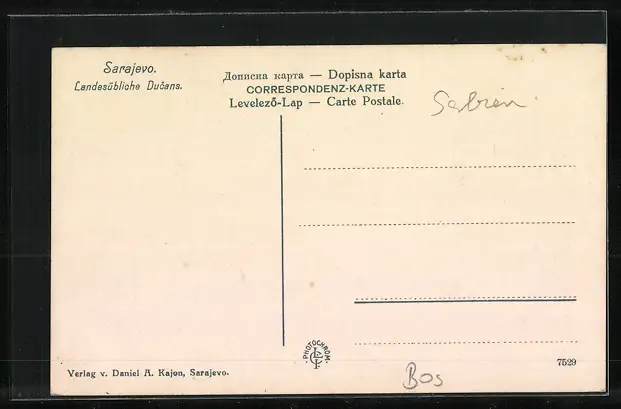 Sarajevo.
Landesübliche Dućans.
Дописна карта — Dopisna karta
CORRESPONDENZ-KARTE
Levelező-Lap — Carte Postale.
Serbien
PHOTOCHROM
7529
Verlag v. Daniel A. Kajon, Sarajevo.
Bos